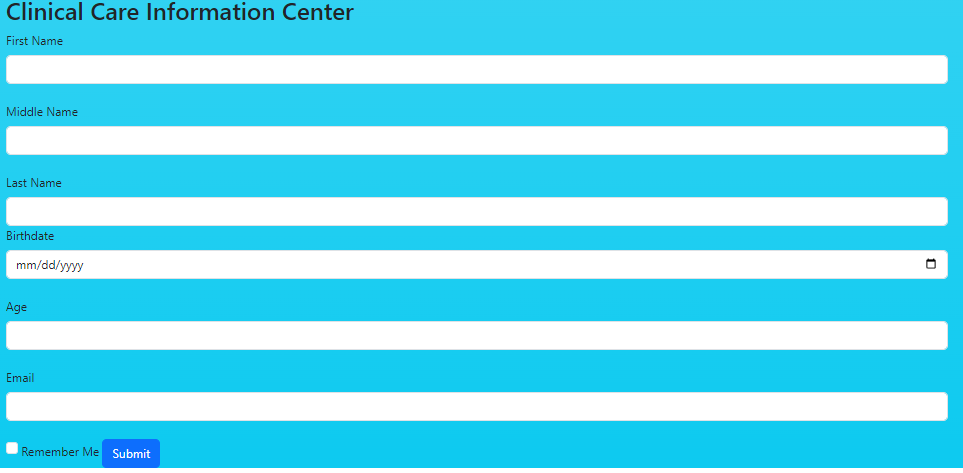 Clinical Care Information Center
First Name
Middle Name
Last Name
Birthdate
mm/dd/yyyy
Age
Email
Remember Me Submit